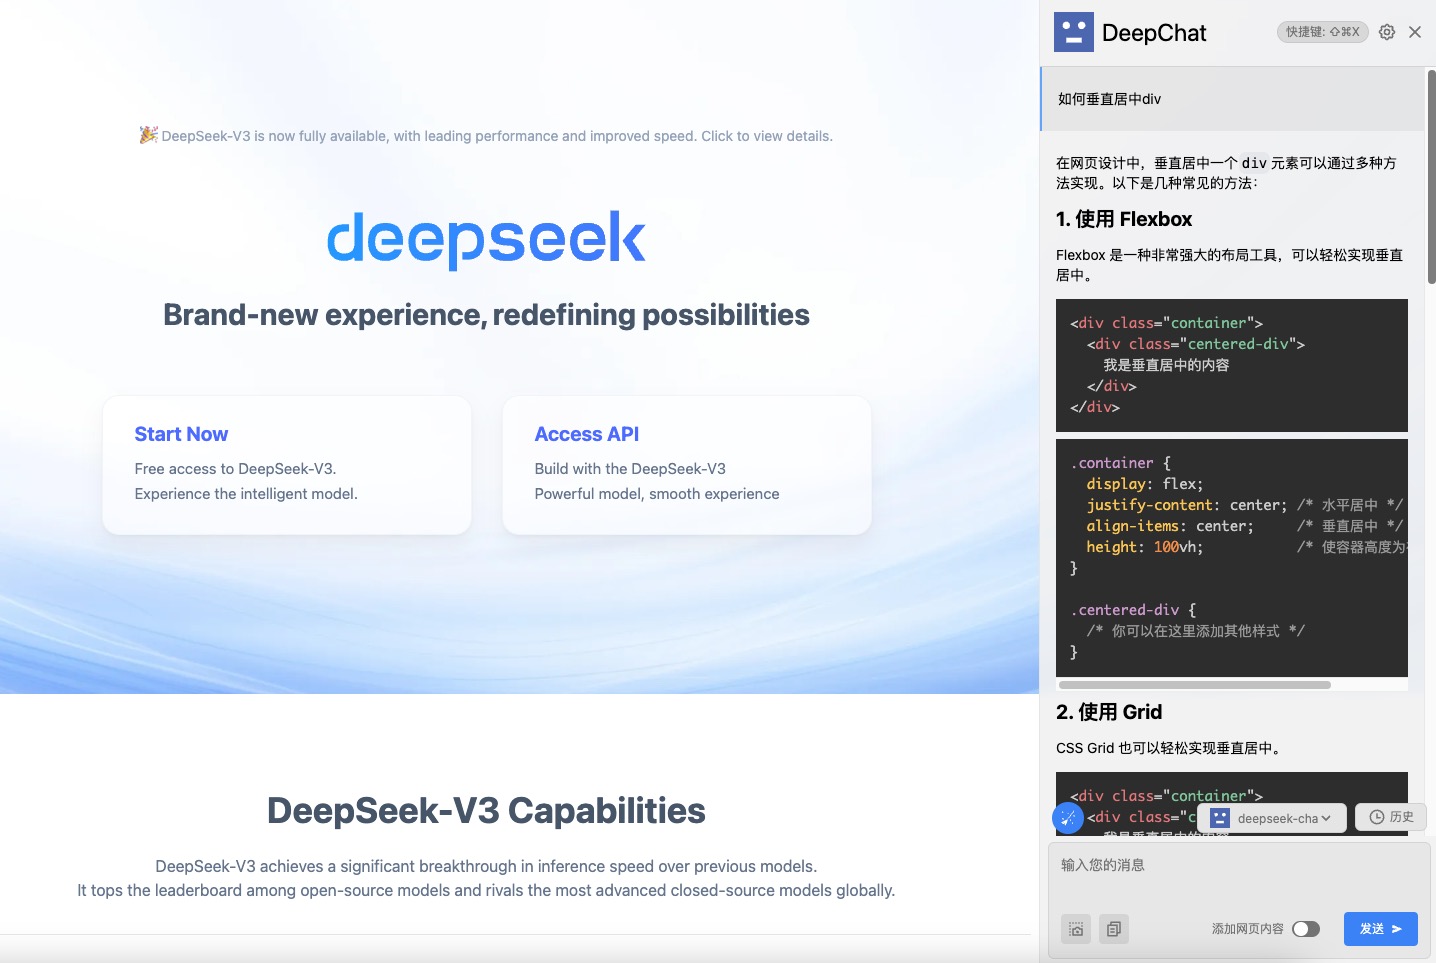 🎉 DeepSeek-V3 is now fully available, with leading performance and improved speed. Click to view details.
deepseek
Brand-new experience, redefining possibilities
Start Now
Free access to DeepSeek-V3.
Experience the intelligent model.
Access API
Build with the DeepSeek-V3
Powerful model, smooth experience
DeepSeek-V3 Capabilities
DeepSeek-V3 achieves a significant breakthrough in inference speed over previous models.
It tops the leaderboard among open-source models and rivals the most advanced closed-source models globally.
DeepChat
快捷键: ⇧⌘X
如何垂直居中div
在网页设计中，垂直居中一个 div 元素可以通过多种方
法实现。以下是几种常见的方法：
1. 使用 Flexbox
Flexbox 是一种非常强大的布局工具，可以轻松实现垂直
居中。
<div class="container">
  <div class="centered-div">
    我是垂直居中的内容
  </div>
</div>
.container {
  display: flex;
  justify-content: center; /* 水平居中 */
  align-items: center;     /* 垂直居中 */
  height: 100vh;           /* 使容器高度为
}
.centered-div {
  /* 你可以在这里添加其他样式 */
}
2. 使用 Grid
CSS Grid 也可以轻松实现垂直居中。
<div class="container">
  <div class="c
deepseek-cha
历史
输入您的消息
添加网页内容
发送